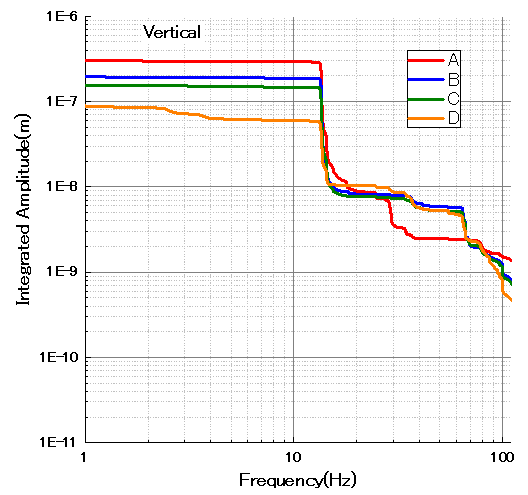 Vertical
1E-6
1E-7
1E-8
1E-9
1E-10
1E-11
Integrated Amplitude(m)
A
B
C
D
1
10
100
Frequency(Hz)